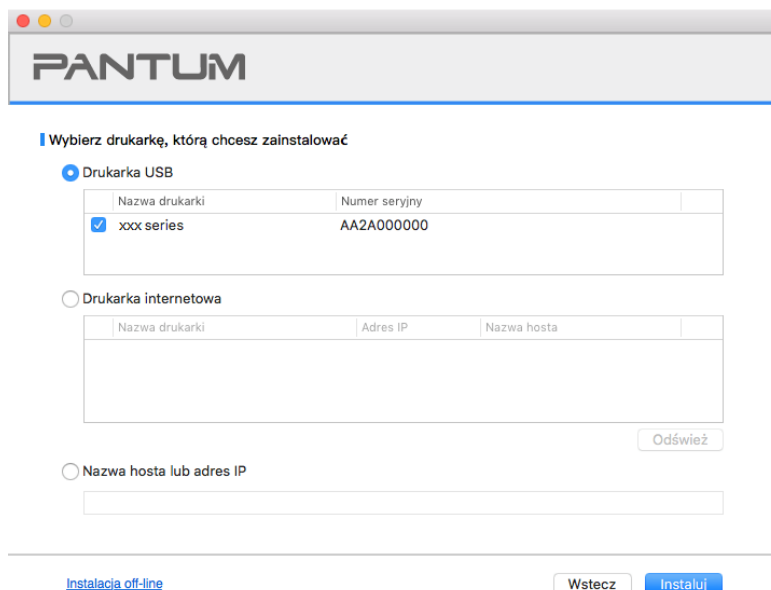 PANTUM
Wybierz drukarkę, którą chcesz zainstalować
Drukarka USB
Nazwa drukarki Numer seryjny
xxx series AA2A000000
Drukarka internetowa
Nazwa drukarki Adres IP Nazwa hosta
Odśwież
Nazwa hosta lub adres IP
Instalacja off-line Wstecz Instaluj